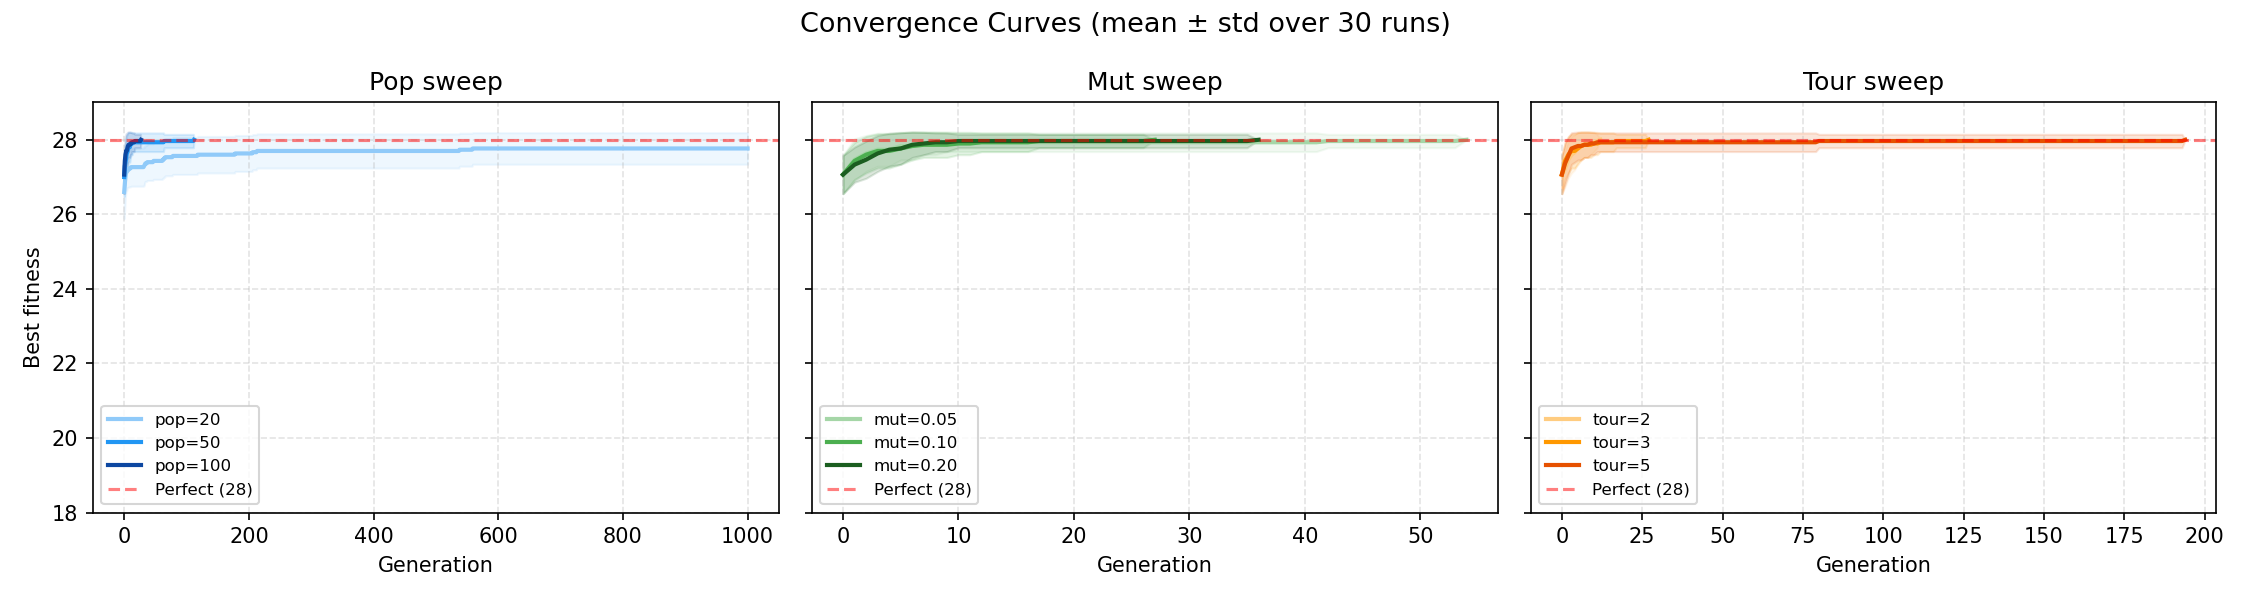 Convergence Curves (mean ± std over 30 runs)
Pop sweep
Best fitness
28
26
24
22
20
18
pop=20
pop=50
pop=100
Perfect (28)
0 200 400 600 800 1000
Generation
Mut sweep
mut=0.05
mut=0.10
mut=0.20
Perfect (28)
0 10 20 30 40 50
Generation
Tour sweep
tour=2
tour=3
tour=5
Perfect (28)
0 25 50 75 100 125 150 175 200
Generation